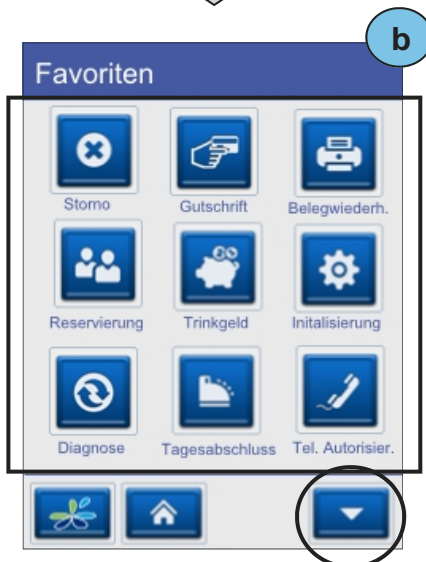 b
Favoriten
Storno Gutschrift Belegwiederh.
Reservierung Trinkgeld Initalisierung
Diagnose Tagesabschluss Tel. Autorisier.